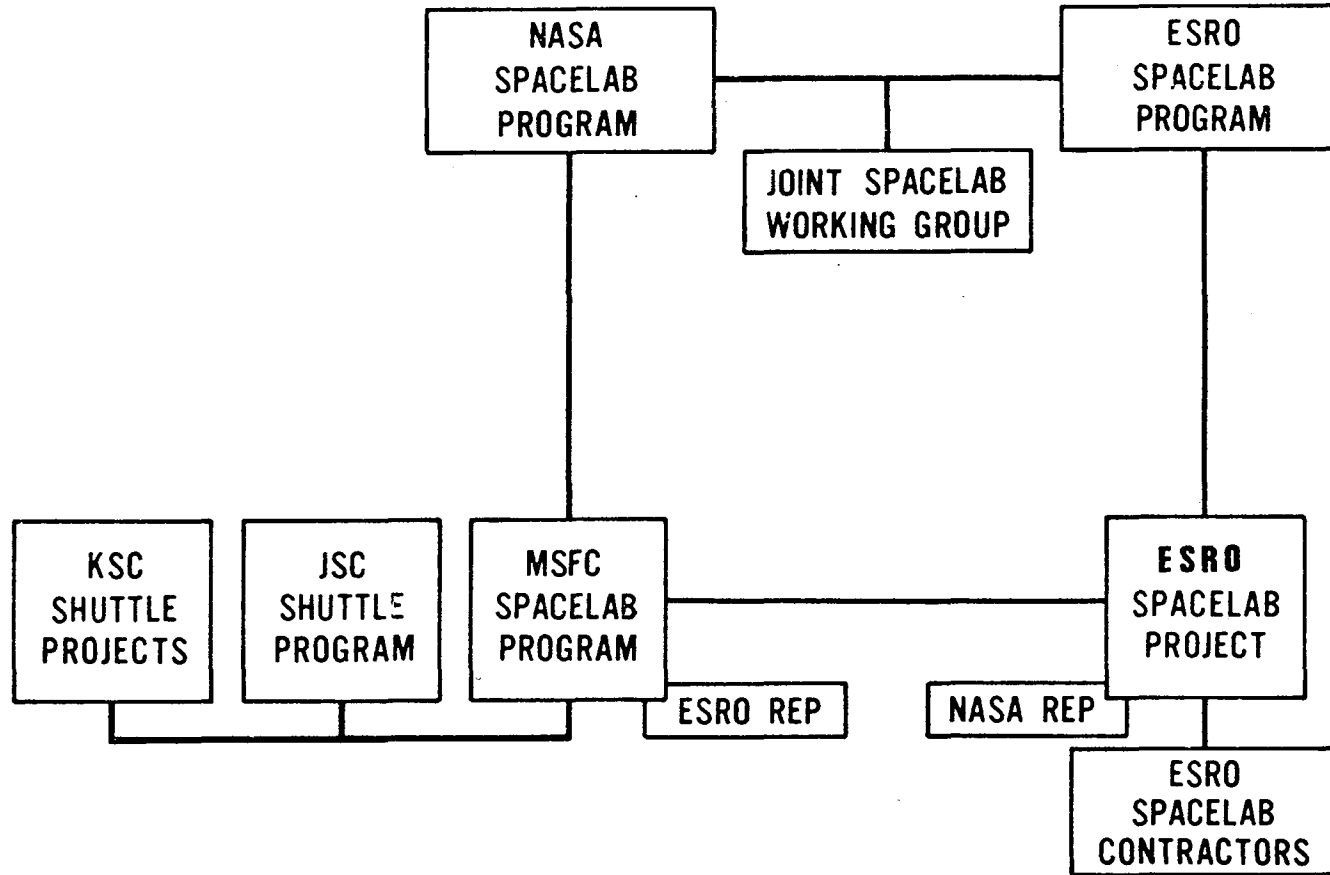 NASA
SPACELAB
PROGRAM
ESRO
SPACELAB
PROGRAM
JOINT SPACELAB
WORKING GROUP
KSC
SHUTTLE
PROJECTS
JSC
SHUTTLE
PROGRAM
MSFC
SPACELAB
PROGRAM
ESRO
SPACELAB
PROJECT
ESRO REP
NASA REP
ESRO
SPACELAB
CONTRACTORS